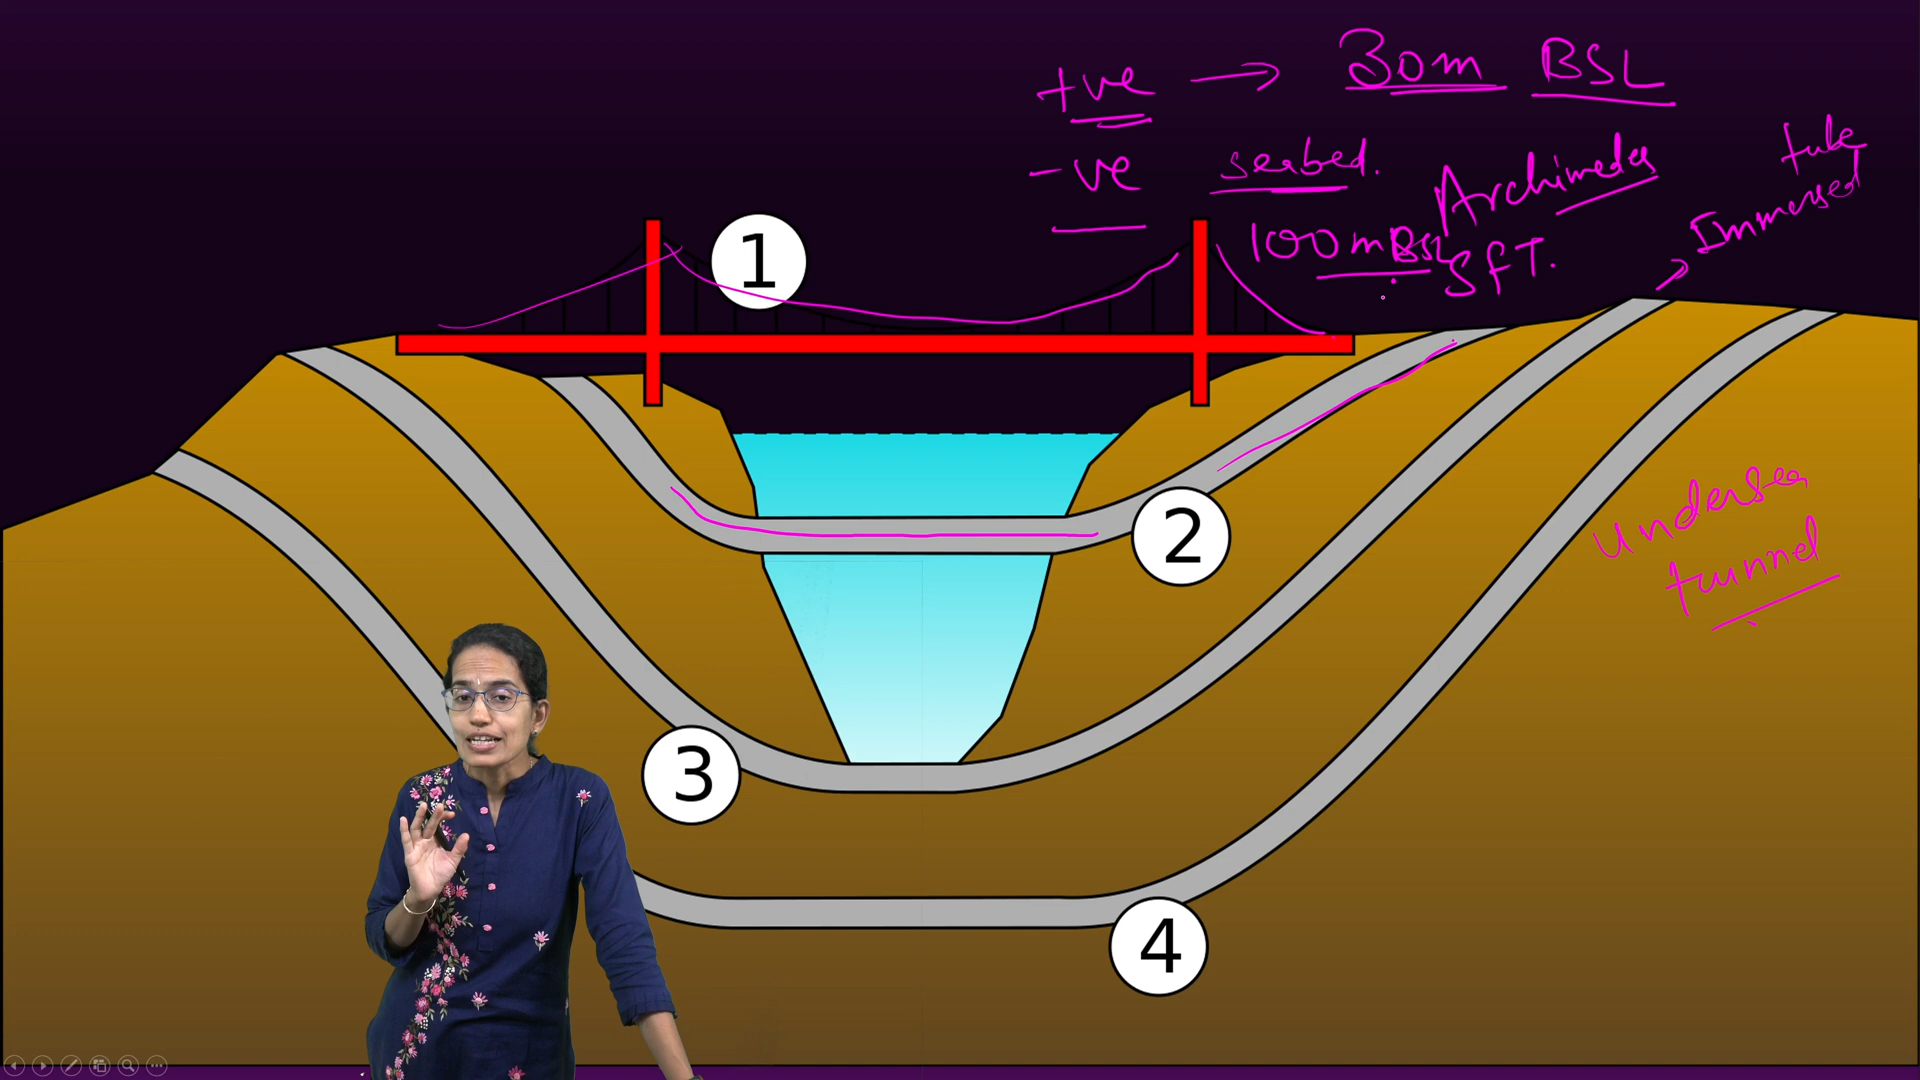 +ve → 30m BSL
-ve seabed.
100m BSL
Archimedes
SFT.
Immersed
tube
1
2
Undersea
tunnel
3
4